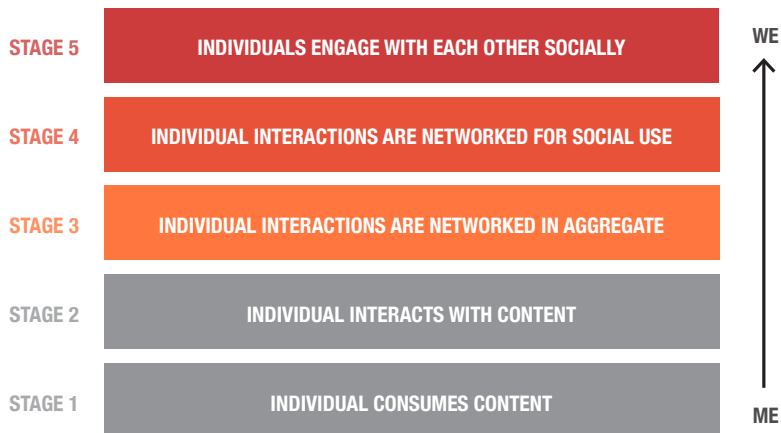 WE
STAGE 5 INDIVIDUALS ENGAGE WITH EACH OTHER SOCIALLY
STAGE 4 INDIVIDUAL INTERACTIONS ARE NETWORKED FOR SOCIAL USE
STAGE 3 INDIVIDUAL INTERACTIONS ARE NETWORKED IN AGGREGATE
STAGE 2 INDIVIDUAL INTERACTS WITH CONTENT
STAGE 1 INDIVIDUAL CONSUMES CONTENT
ME